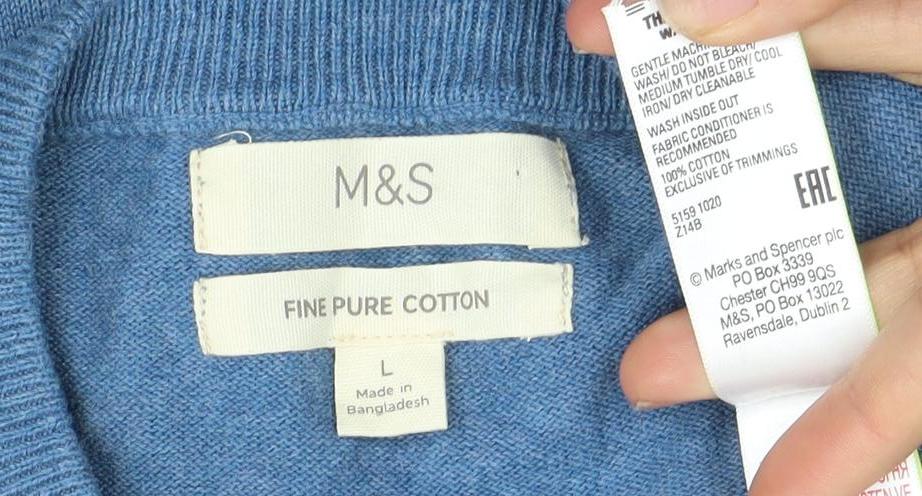 M&S
FINE PURE COTTON
L
Made in
Bangladesh
GENTLE MACHINE
WASH/ DO NOT BLEACH/
MEDIUM TUMBLE DRY/ COOL
IRON/ DRY CLEANABLE
WASH INSIDE OUT
FABRIC CONDITIONER IS
RECOMMENDED
100% COTTON
EXCLUSIVE OF TRIMMINGS
EAC
5159 1020
Z14B
© Marks and Spencer plc
PO Box 3339
Chester CH99 9QS
M&S, PO Box 13022
Ravensdale, Dublin 2